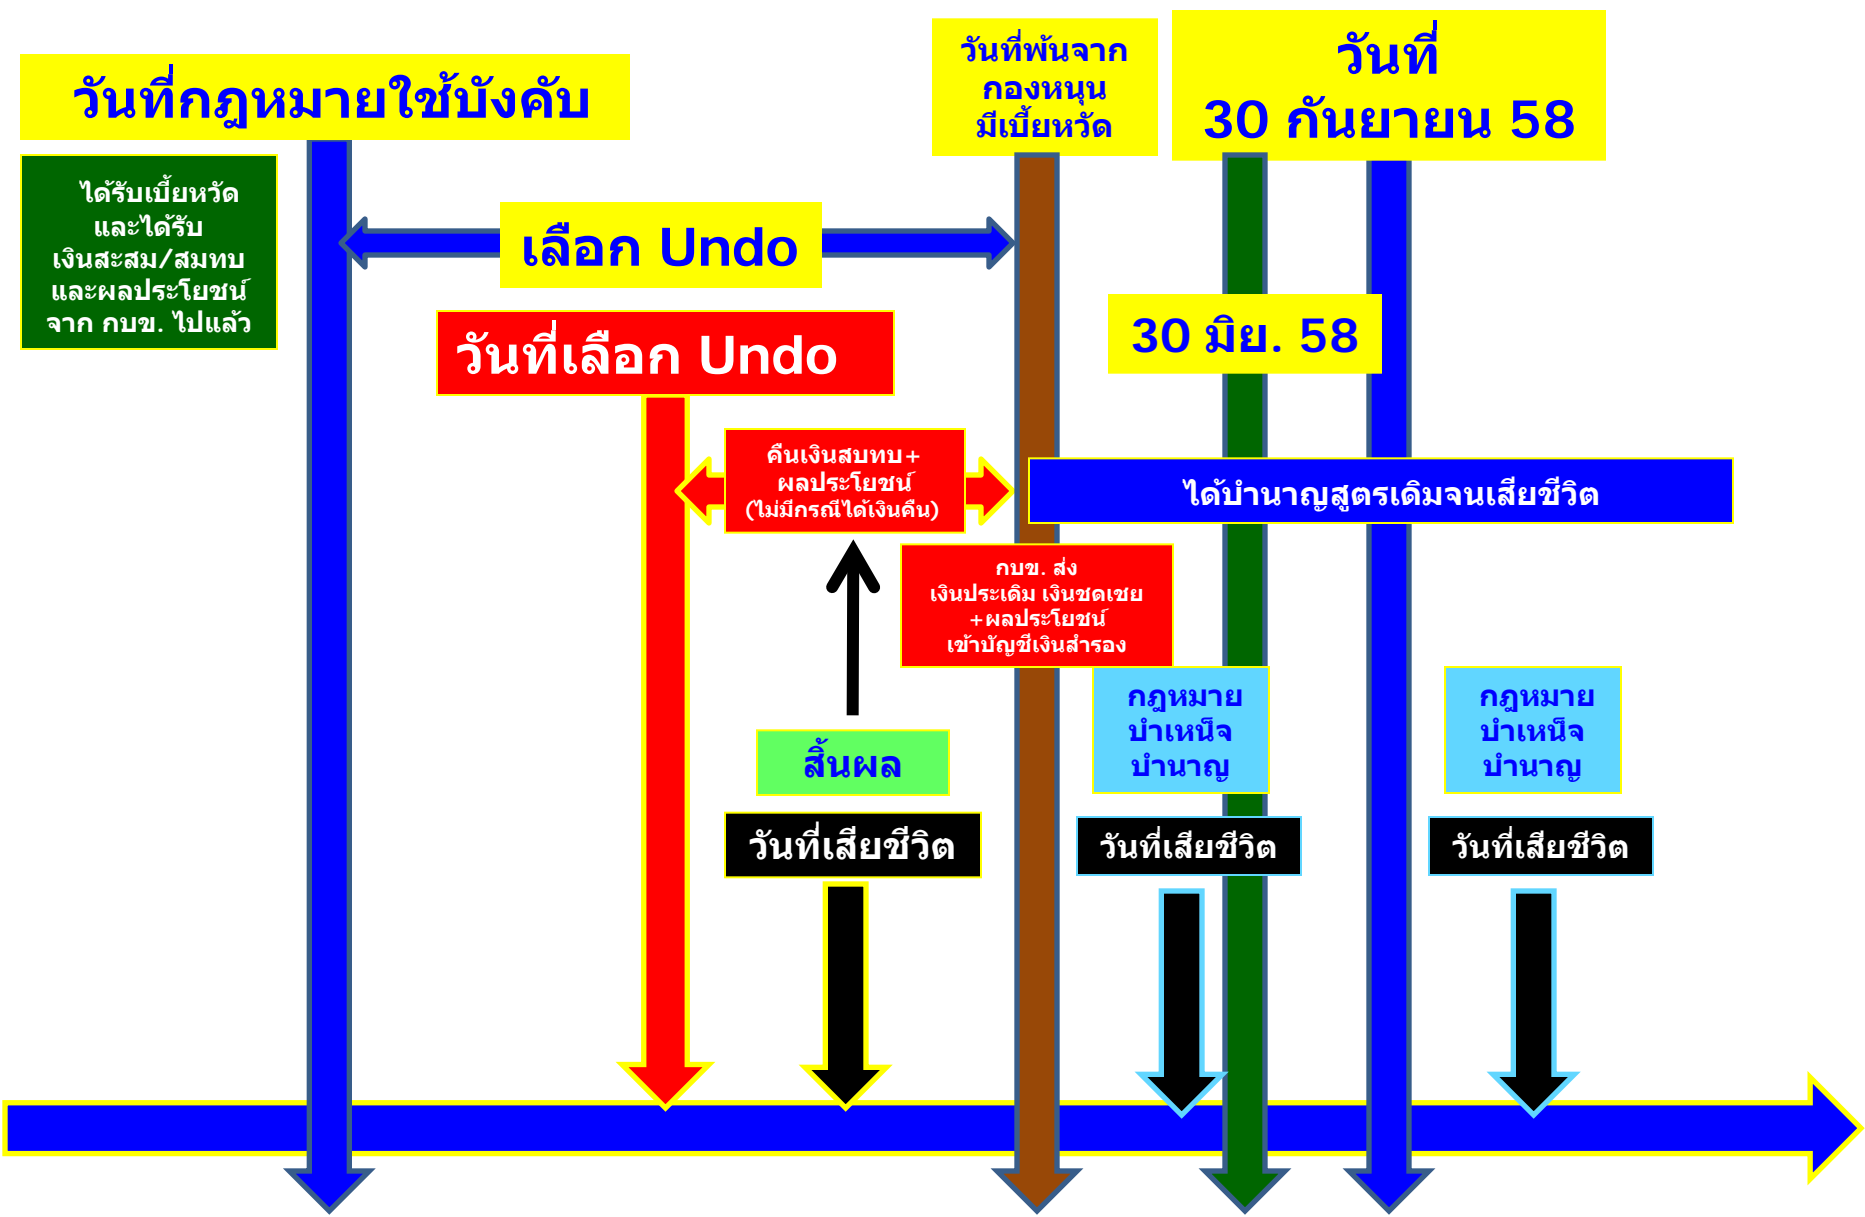 วันที่กฎหมายใช้บังคับ
วันที่พ้นจาก
กองหนุน
มีเบี้ยหวัด
วันที่
30 กันยายน 58
ได้รับเบี้ยหวัด
และได้รับ
เงินสะสม/สมทบ
และผลประโยชน์
จาก กบข. ไปแล้ว
เลือก Undo
30 มิย. 58
วันที่เลือก Undo
คืนเงินสบทบ+
ผลประโยชน์
(ไม่มีกรณีได้เงินคืน)
ได้บำนาญสูตรเดิมจนเสียชีวิต
กบข. ส่ง
เงินประเดิม เงินชดเชย
+ผลประโยชน์
เข้าบัญชีเงินสำรอง
สิ้นผล
วันที่เสียชีวิต
กฎหมาย
บำเหน็จ
บำนาญ
วันที่เสียชีวิต
กฎหมาย
บำเหน็จ
บำนาญ
วันที่เสียชีวิต